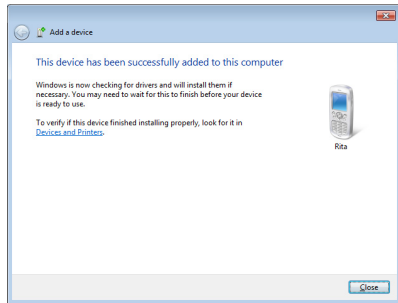 Add a device
This device has been successfully added to this computer
Windows is now checking for drivers and will install them if
necessary. You may need to wait for this to finish before your device
is ready to use.
To verify if this device finished installing properly, look for it in
Devices and Printers.
Rita
Close